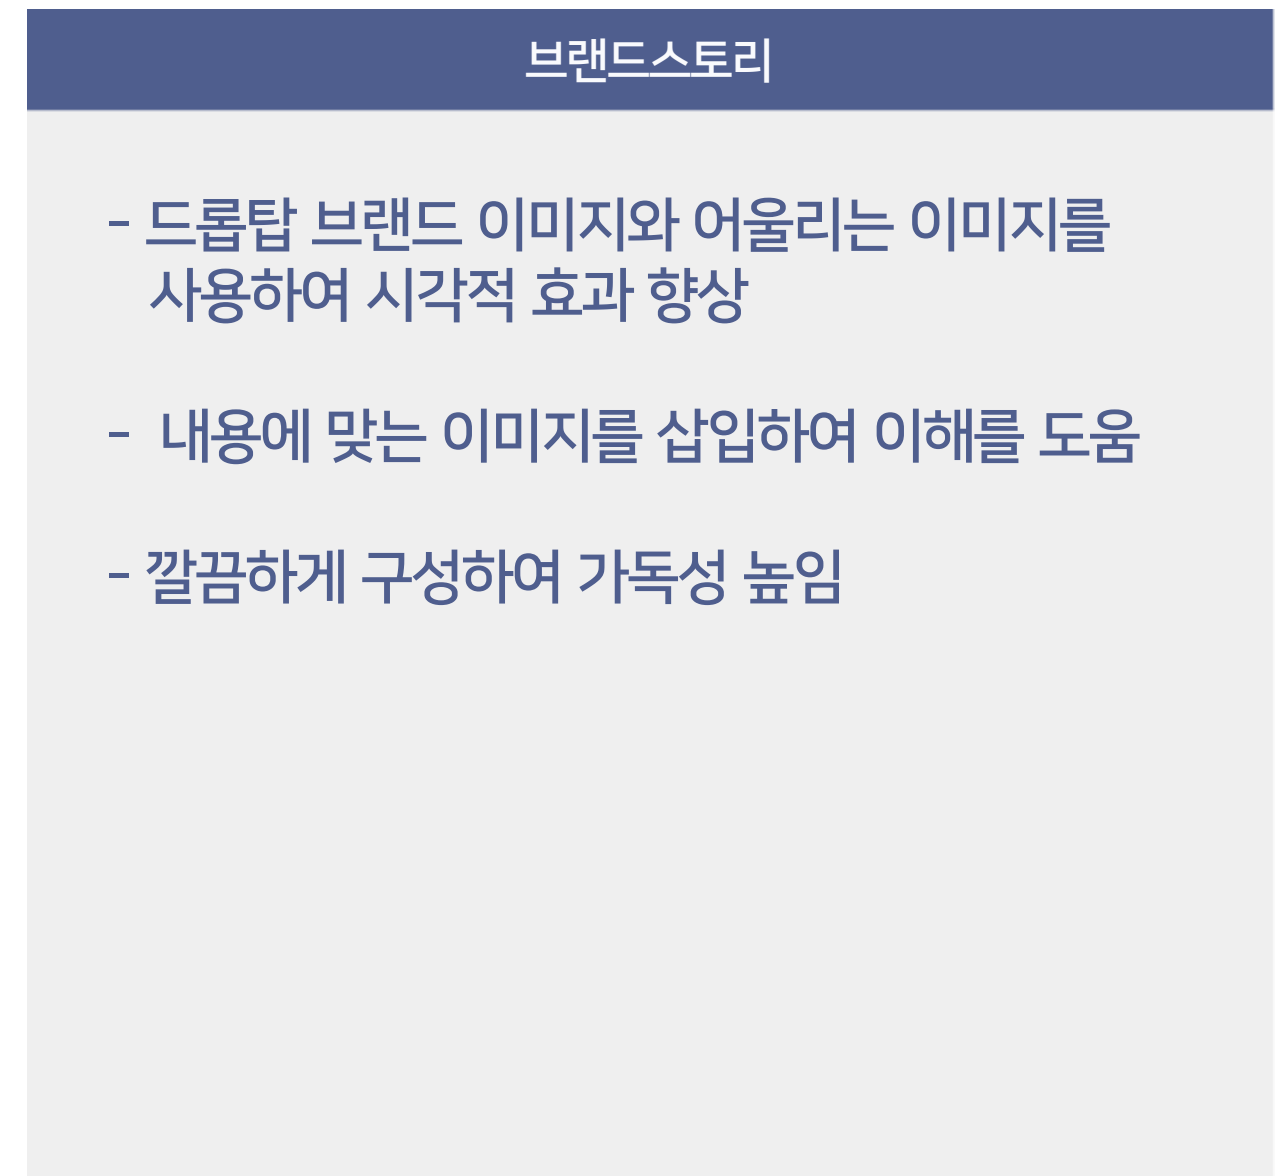 브랜드스토리
- 드롭탑 브랜드 이미지와 어울리는 이미지를
사용하여 시각적 효과 향상
- 내용에 맞는 이미지를 삽입하여 이해를 도움
- 깔끔하게 구성하여 가독성 높임